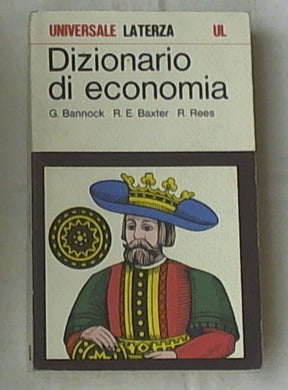 UNIVERSALE LATERZA UL
Dizionario
di economia
G. Bannock R. E. Baxter R. Rees